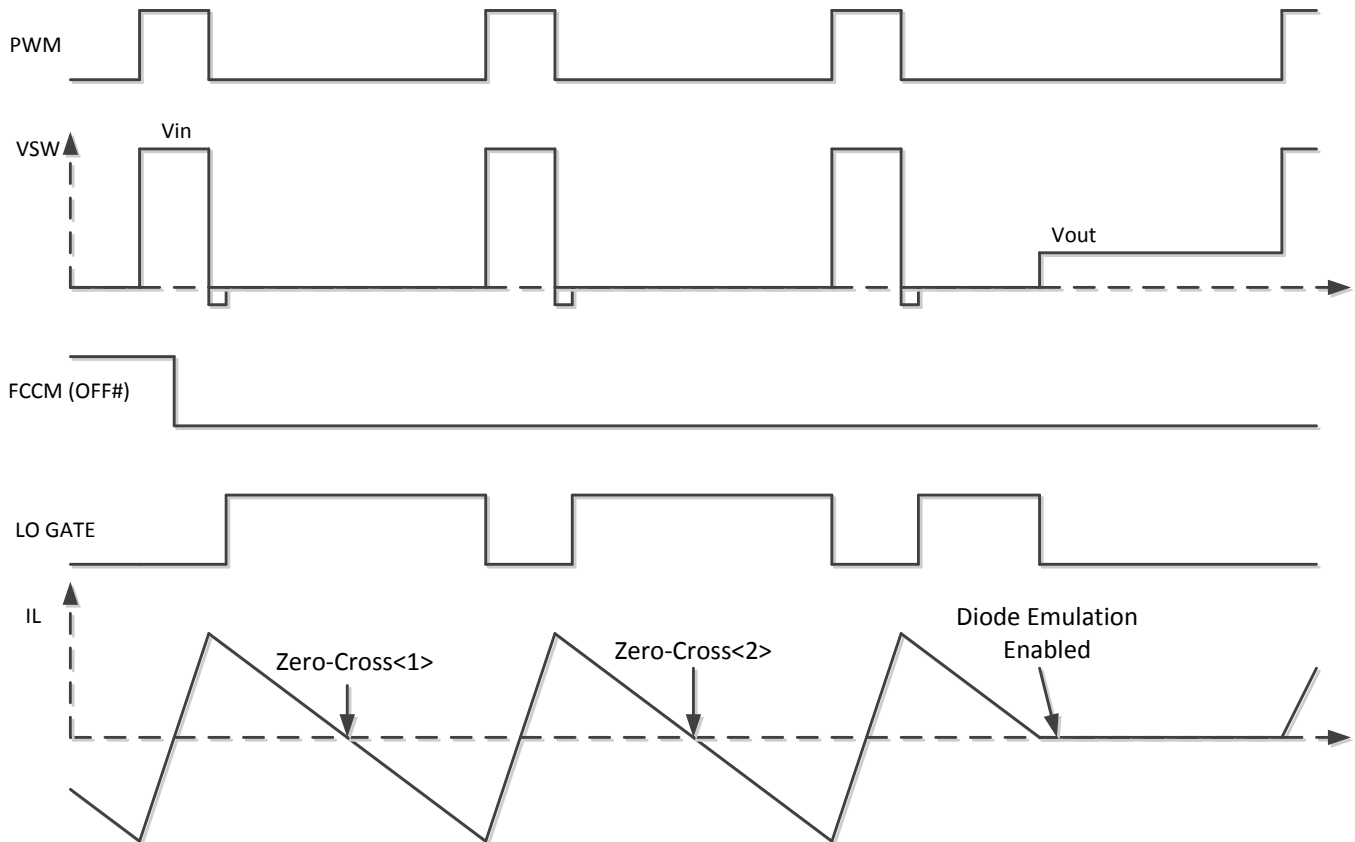 PWM
Vin
VSW
Vout
FCCM (OFF#)
LO GATE
IL
Zero-Cross<1>
Zero-Cross<2>
Diode Emulation
Enabled